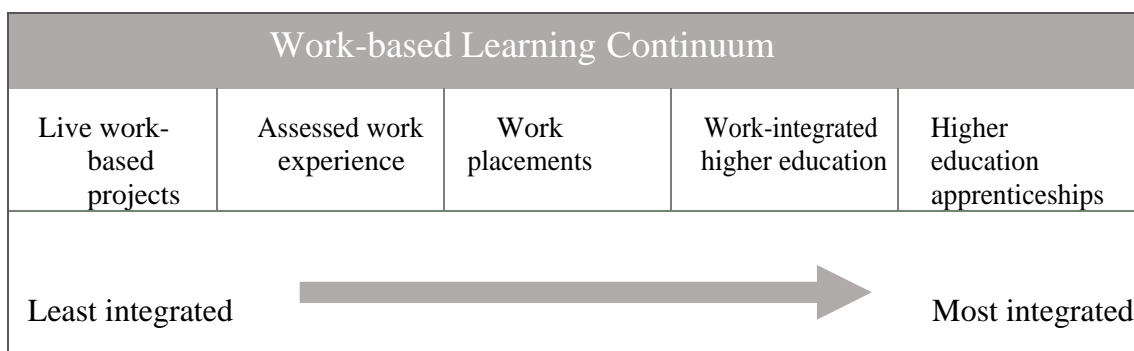 Work-based Learning Continuum
Live work-
based
projects
Assessed work
experience
Work
placements
Work-integrated
higher education
Higher
education
apprenticeships
Least integrated
Most integrated